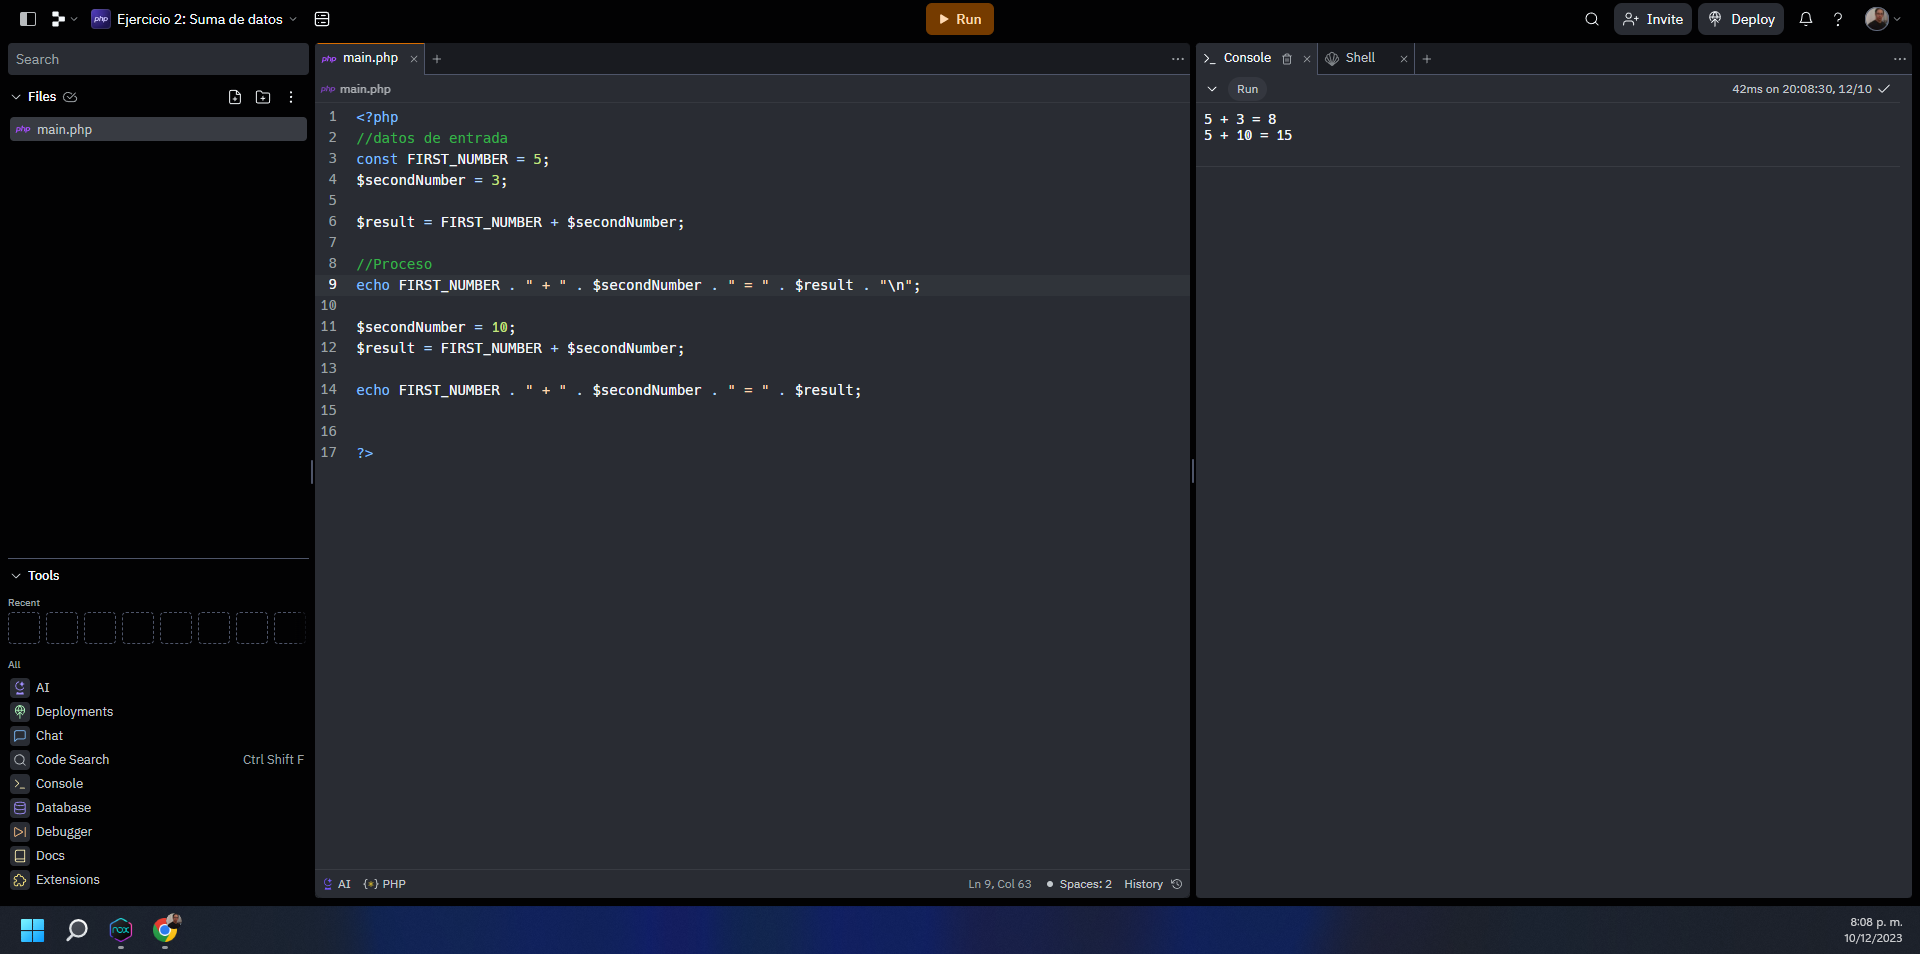 php Ejercicio 2: Suma de datos
Run
Invite
Deploy
?
Search
Files
php main.php
Tools
Recent
All
AI
Deployments
Chat
Code Search Ctrl Shift F
Console
Database
Debugger
Docs
Extensions
php main.php
php main.php
1 <?php
2 //datos de entrada
3 const FIRST_NUMBER = 5;
4 $secondNumber = 3;
5
6 $result = FIRST_NUMBER + $secondNumber;
7
8 //Proceso
9 echo FIRST_NUMBER . " + " . $secondNumber . " = " . $result . "\n";
10
11 $secondNumber = 10;
12 $result = FIRST_NUMBER + $secondNumber;
13
14 echo FIRST_NUMBER . " + " . $secondNumber . " = " . $result;
15
16
17 ?>
AI {*} PHP Ln 9, Col 63 Spaces: 2 History
Console Shell
Run 42ms on 20:08:30, 12/10
5 + 3 = 8
5 + 10 = 15
nox
8:08 p. m.
10/12/2023